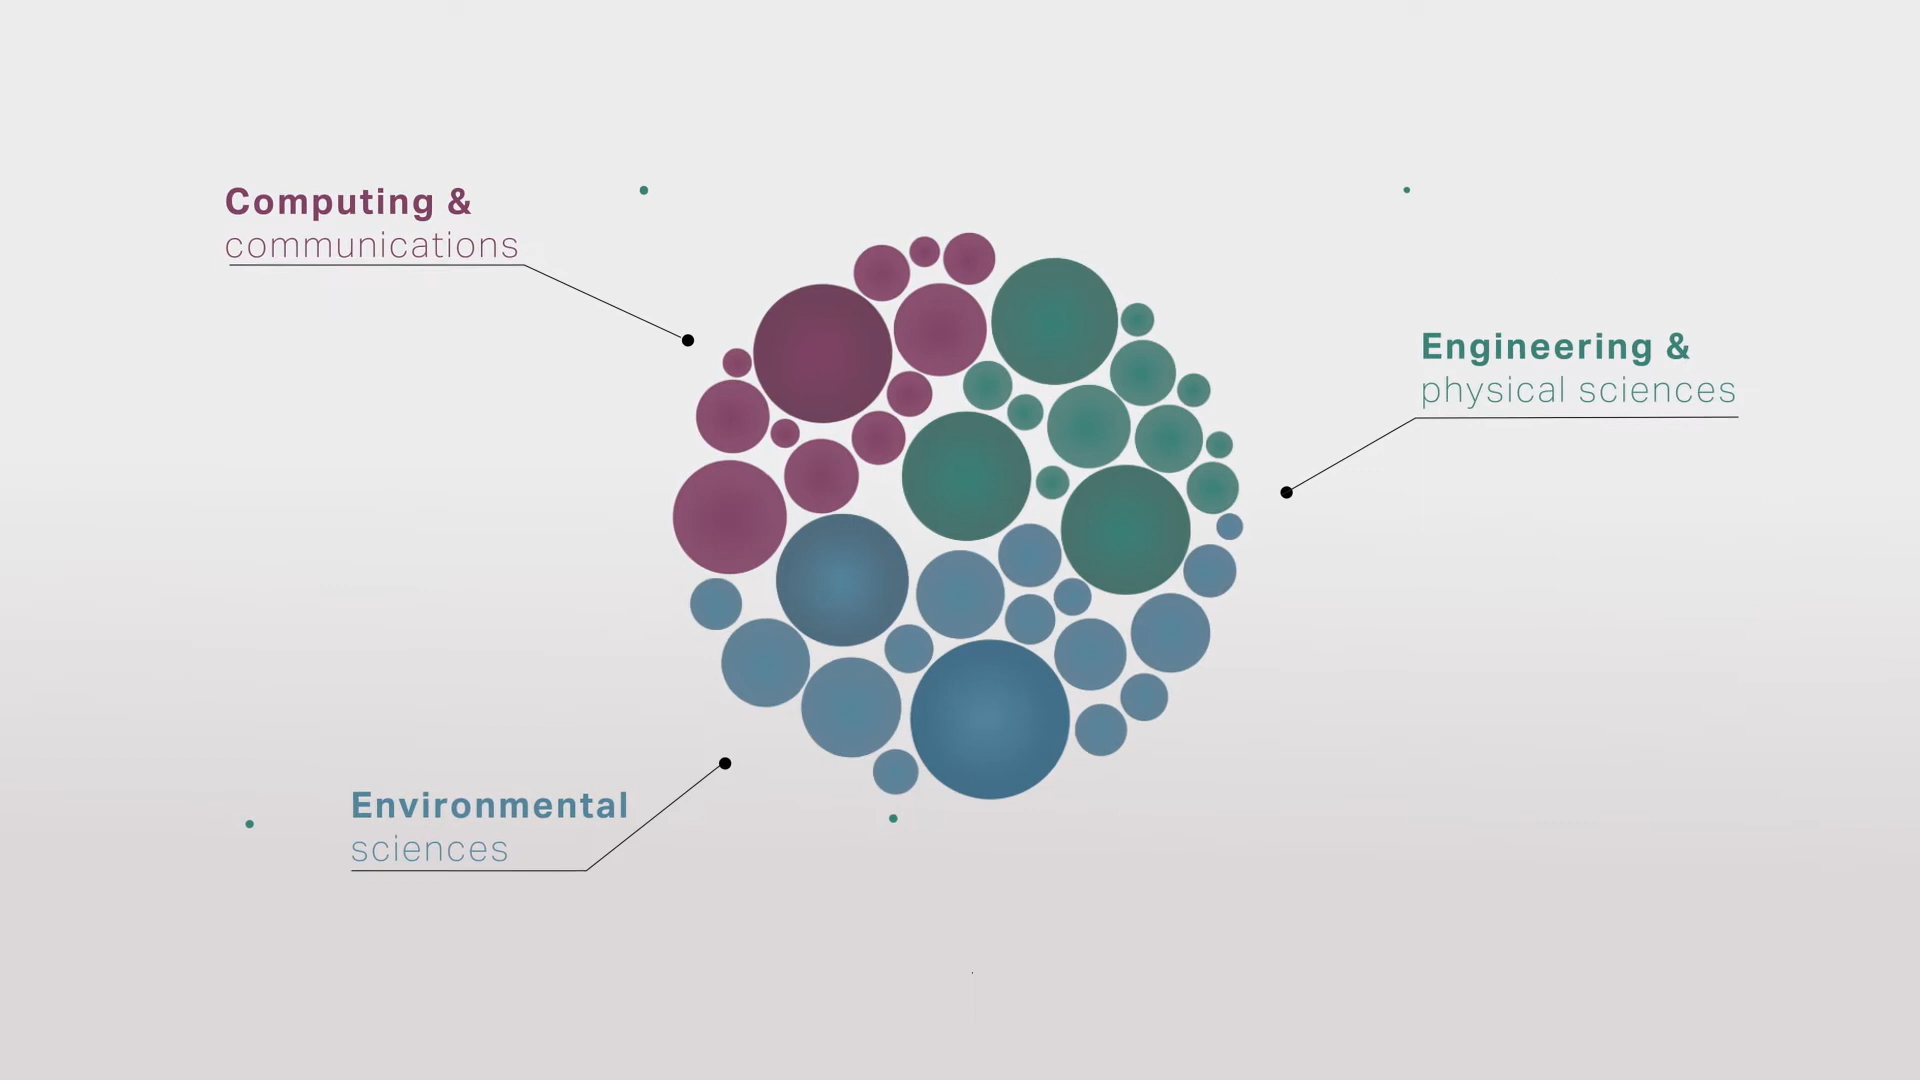 Computing &
communications
Engineering &
physical sciences
Environmental
sciences